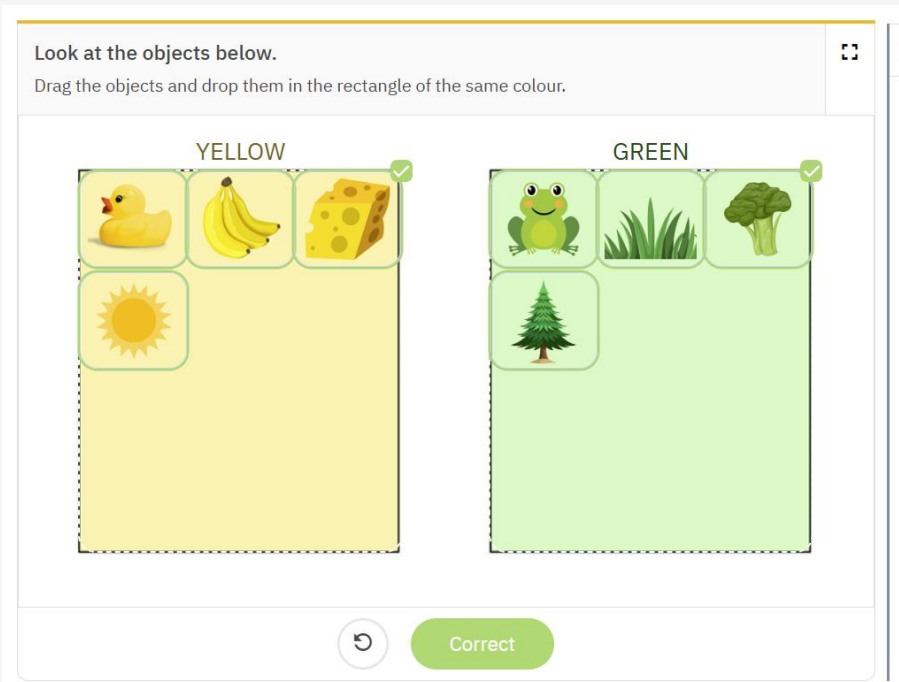 Look at the objects below.
Drag the objects and drop them in the rectangle of the same colour.
YELLOW
GREEN
Correct